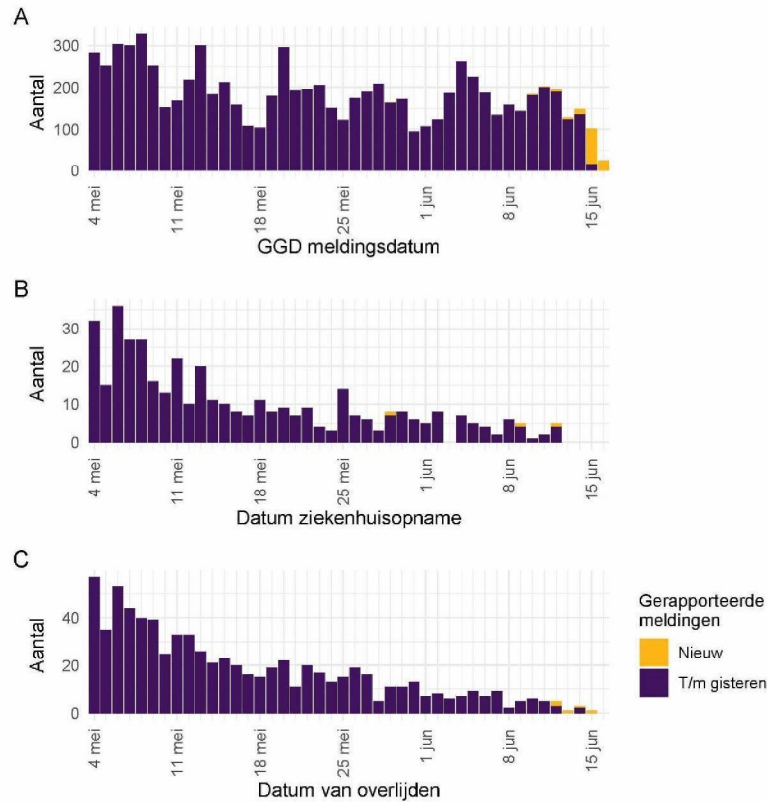 A
300
200
100
0
Aantal
4 mei
11 mei
18 mei
25 mei
1 jun
8 jun
15 jun
GGD meldingsdatum
B
30
20
10
0
Aantal
4 mei
11 mei
18 mei
25 mei
1 jun
8 jun
15 jun
Datum ziekenhuisopname
C
40
20
0
Aantal
4 mei
11 mei
18 mei
25 mei
1 jun
8 jun
15 jun
Datum van overlijden
Gerapporteerde
meldingen
Nieuw
T/m gisteren